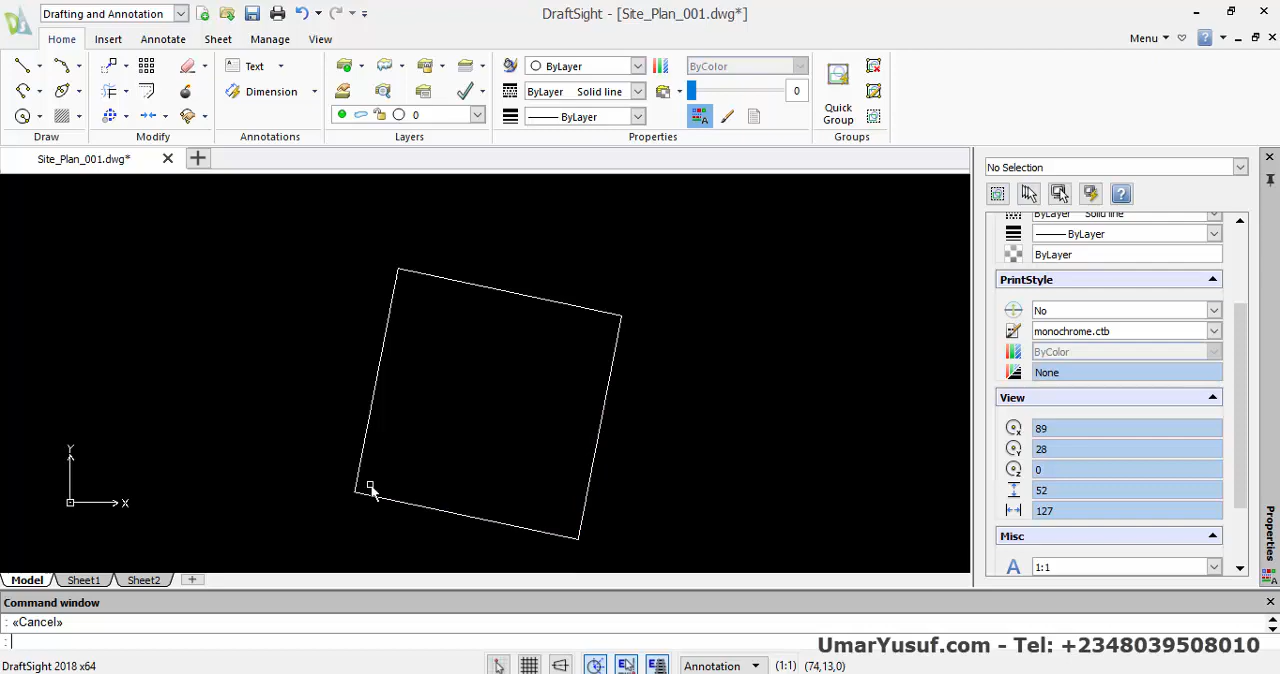 Drafting and Annotation
DraftSight - [Site_Plan_001.dwg*]
Home Insert Annotate Sheet Manage View
Menu ?
Text
ByLayer
ByColor
Dimension
ByLayer Solid line
0
Quick
Group
0
ByLayer
A
Draw
Modify
Annotations
Layers
Properties
Groups
Site_Plan_001.dwg*
No Selection
?
ByLayer Solid line
ByLayer
ByLayer
PrintStyle
No
monochrome.ctb
ByColor
None
View
X 89
Y 28
Z 0
52
127
Misc
A 1:1
Properties
A
Y
X
Model Sheet1 Sheet2
Command window
: «Cancel»
:
UmarYusuf.com - Tel: +2348039508010
DraftSight 2018 x64
E
Annotation (1:1) (74,13,0)